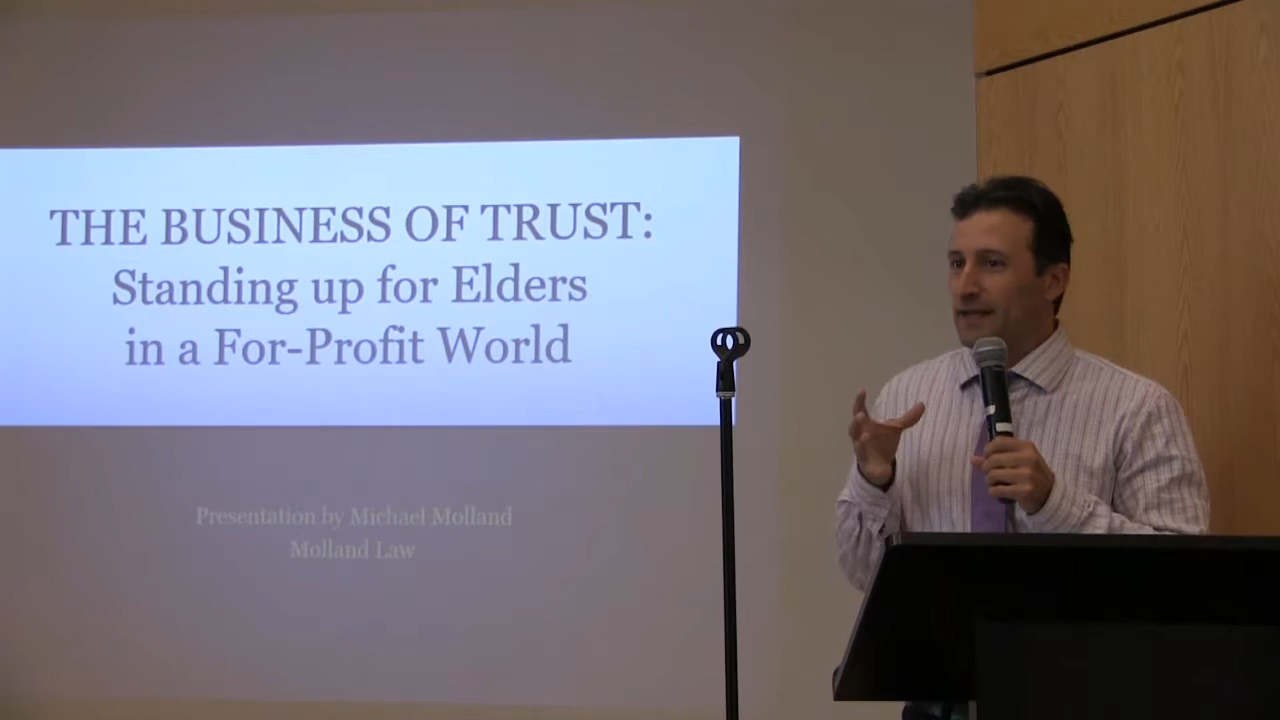 THE BUSINESS OF TRUST:
Standing up for Elders
in a For-Profit World
Presentation by Michael Molland
Molland Law